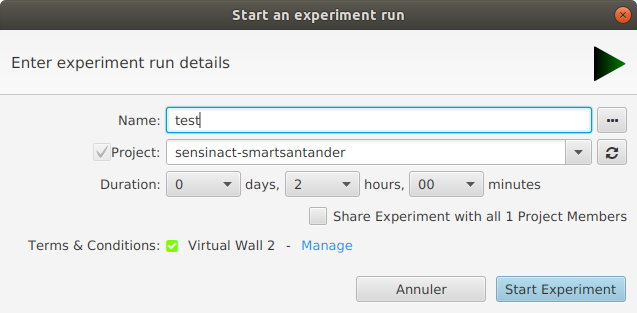 Start an experiment run
Enter experiment run details
Name: test ...
Project: sensinact-smartsantander
Duration: 0 days, 2 hours, 00 minutes
Share Experiment with all 1 Project Members
Terms & Conditions: Virtual Wall 2 - Manage
Annuler Start Experiment